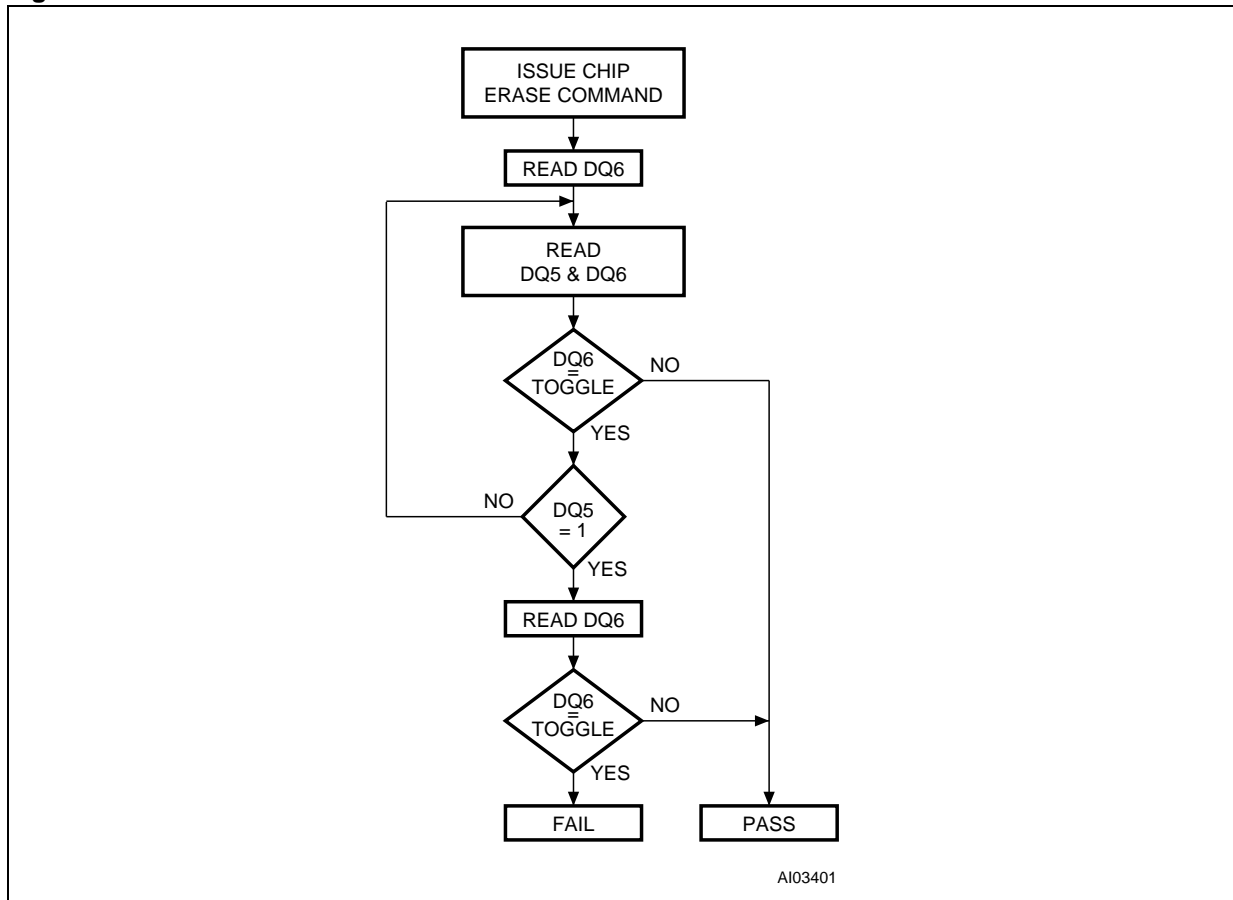 ISSUE CHIP
ERASE COMMAND
READ DQ6
READ
DQ5 & DQ6
DQ6
=
TOGGLE
NO
YES
NO
DQ5
= 1
YES
READ DQ6
DQ6
=
TOGGLE
NO
YES
FAIL
PASS
AI03401